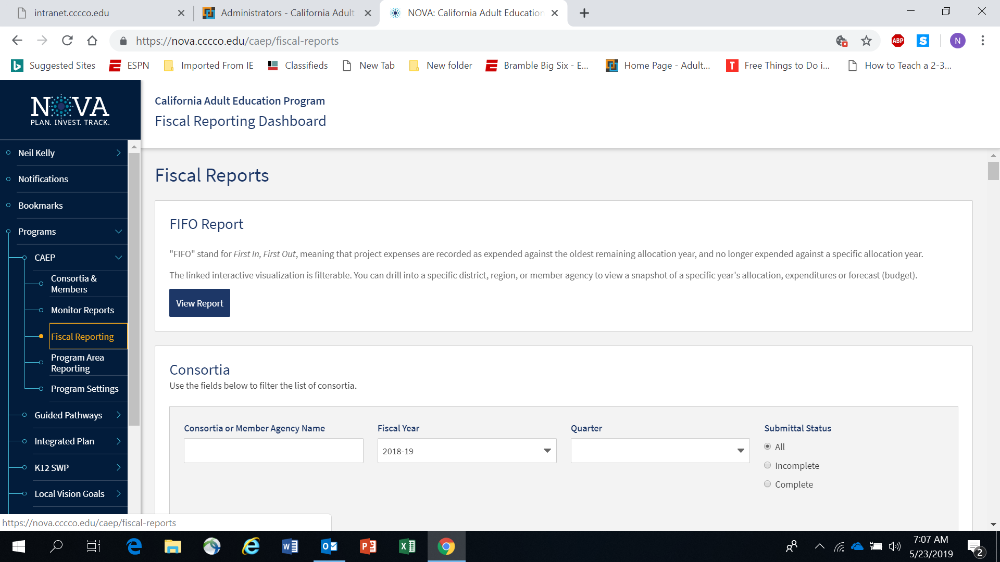 intranet.cccco.edu
Administrators - California Adult
NOVA: California Adult Education
https://nova.cccco.edu/caep/fiscal-reports
ABP
S
N
Suggested Sites
ESPN
Imported From IE
Classifieds
New Tab
New folder
Bramble Big Six - E...
Home Page - Adult...
T
Free Things to Do i...
How to Teach a 2-3...
NOVA
PLAN. INVEST. TRACK.
California Adult Education Program
Fiscal Reporting Dashboard
Neil Kelly
Notifications
Bookmarks
Programs
CAEP
Consortia &
Members
Monitor Reports
Fiscal Reporting
Program Area
Reporting
Program Settings
Guided Pathways
Integrated Plan
K12 SWP
Local Vision Goals
Fiscal Reports
FIFO Report
"FIFO" stand for First In, First Out, meaning that project expenses are recorded as expended against the oldest remaining allocation year, and no longer expended against a specific allocation year.
The linked interactive visualization is filterable. You can drill into a specific district, region, or member agency to view a snapshot of a specific year's allocation, expenditures or forecast (budget).
View Report
Consortia
Use the fields below to filter the list of consortia.
Consortia or Member Agency Name
Fiscal Year
2018-19
Quarter
Submittal Status
All
Incomplete
Complete
https://nova.cccco.edu/caep/fiscal-reports
7:07 AM
5/23/2019
2